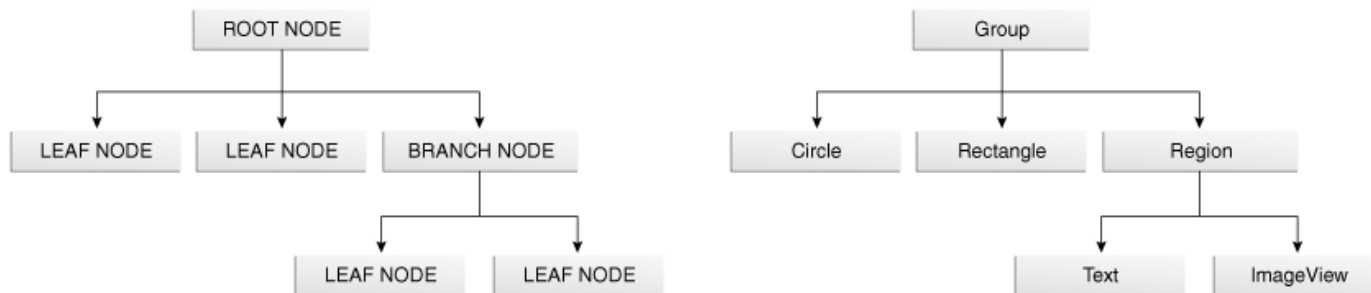 ROOT NODE
LEAF NODE
LEAF NODE
BRANCH NODE
LEAF NODE
LEAF NODE
Group
Circle
Rectangle
Region
Text
ImageView